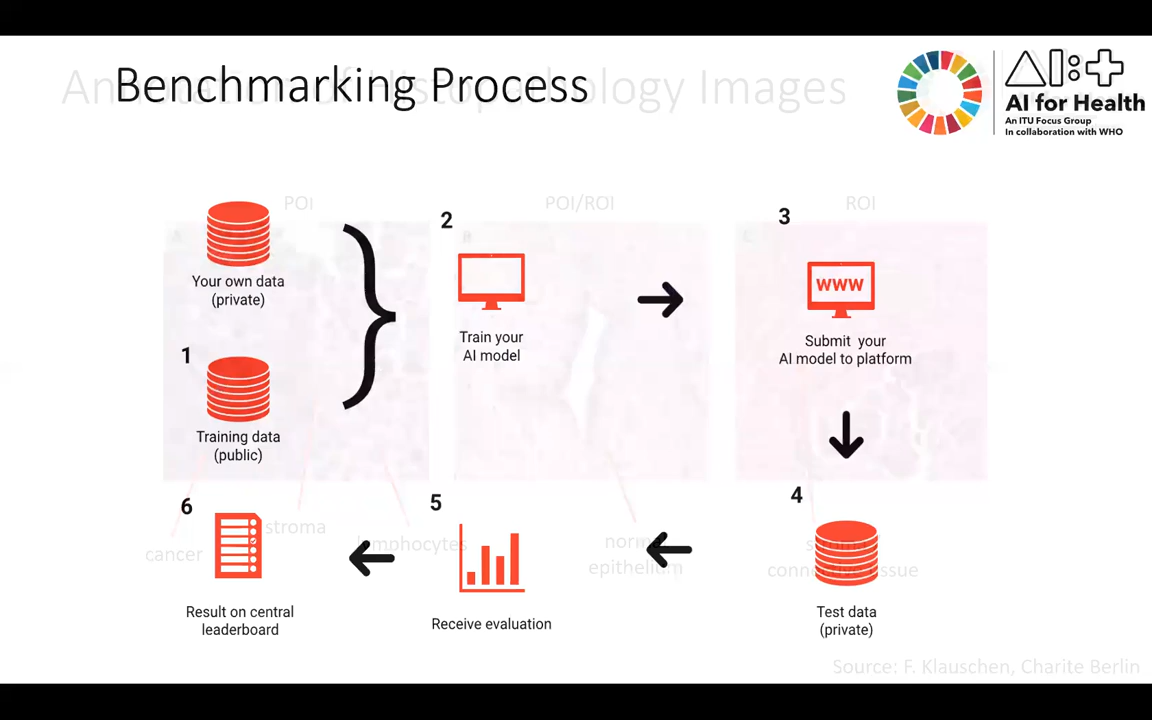 Benchmarking Process
AI for Health
An ITU Focus Group
In collaboration with WHO
POI
POI/ROI
ROI
Your own data
(private)
1
Training data
(public)
2
Train your
AI model
3
WWW
Submit your
AI model to platform
4
Test data
(private)
5
Receive evaluation
6
Result on central
leaderboard
cancer
stroma
lymphocytes
epithelium
tissue
Source: F. Klauschen, Charite Berlin